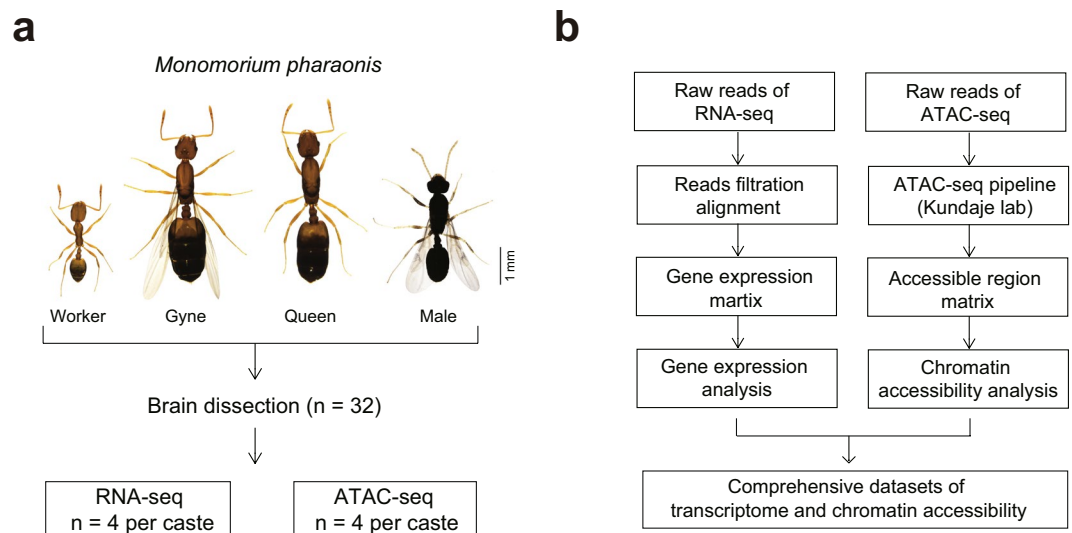 a
Monomorium pharaonis
Worker
Gyne
Queen
Male
1 mm
Brain dissection (n = 32)
RNA-seq
n = 4 per caste
ATAC-seq
n = 4 per caste
b
Raw reads of
RNA-seq
Reads filtration
alignment
Gene expression
martix
Gene expression
analysis
Raw reads of
ATAC-seq
ATAC-seq pipeline
(Kundaje lab)
Accessible region
matrix
Chromatin
accessibility analysis
Comprehensive datasets of
transcriptome and chromatin accessibility